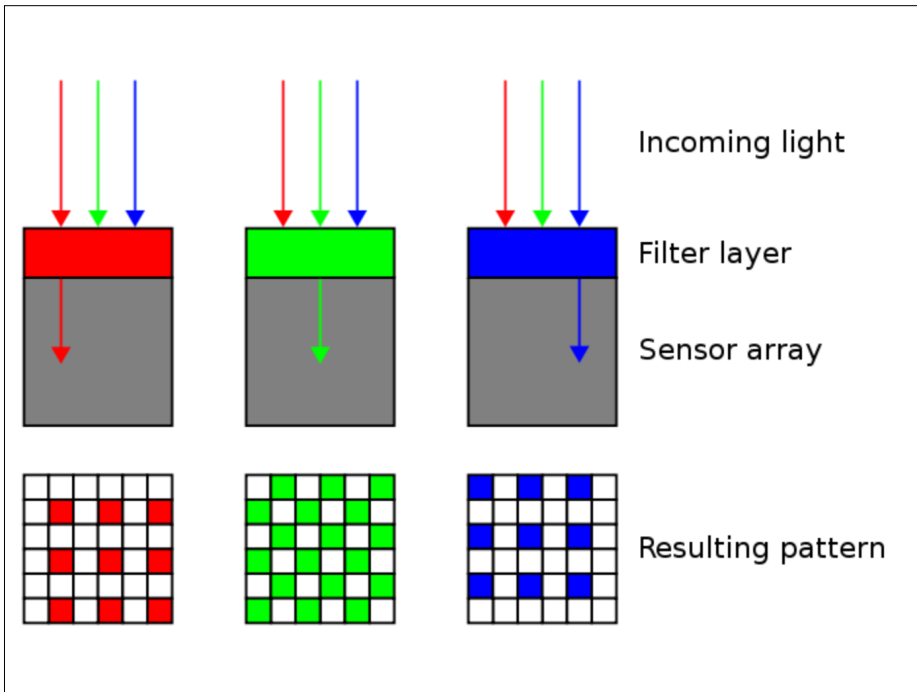 Incoming light
Filter layer
Sensor array
Resulting pattern